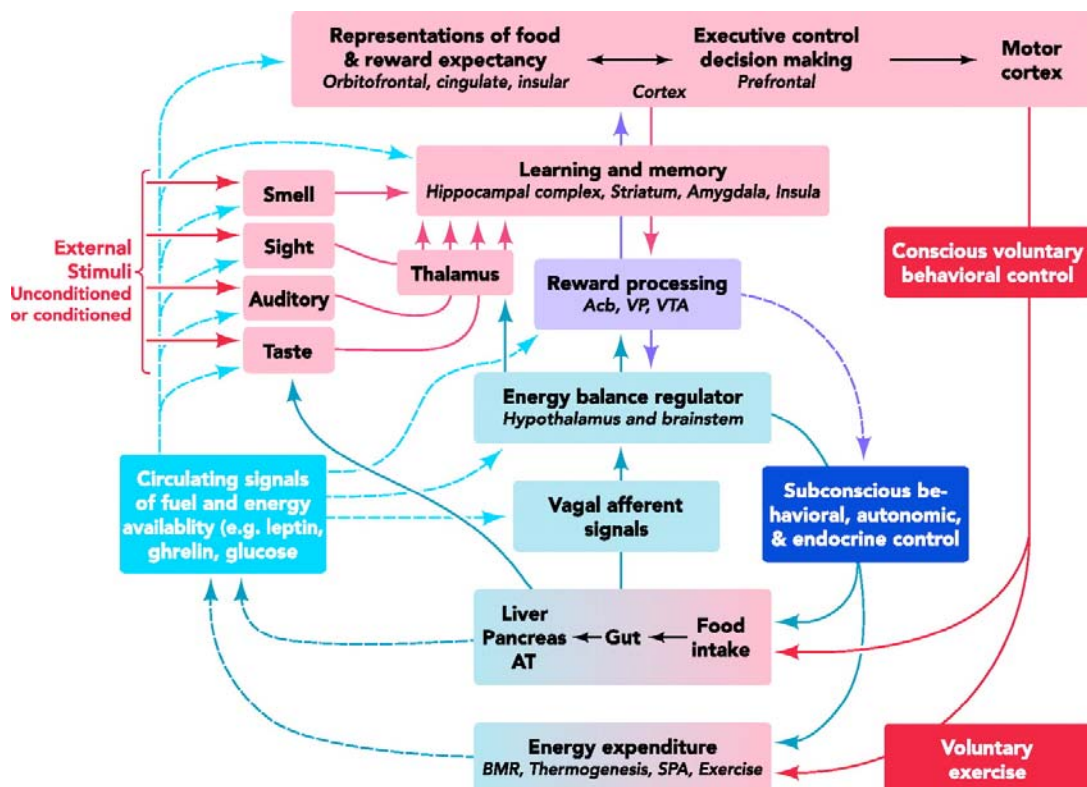 Representations of food
& reward expectancy
Orbitofrontal, cingulate, insular
Executive control
decision making
Prefrontal
Motor
cortex
Cortex
Learning and memory
Hippocampal complex, Striatum, Amygdala, Insula
Smell
Sight
Auditory
Taste
External
Stimuli
Unconditioned
or conditioned
Thalamus
Reward processing
Acb, VP, VTA
Conscious voluntary
behavioral control
Energy balance regulator
Hypothalamus and brainstem
Circulating signals
of fuel and energy
availablity (e.g. leptin,
ghrelin, glucose
Vagal afferent
signals
Subconscious be-
havioral, autonomic,
& endocrine control
Liver
Pancreas
AT
Gut
Food
intake
Energy expenditure
BMR, Thermogenesis, SPA, Exercise
Voluntary
exercise